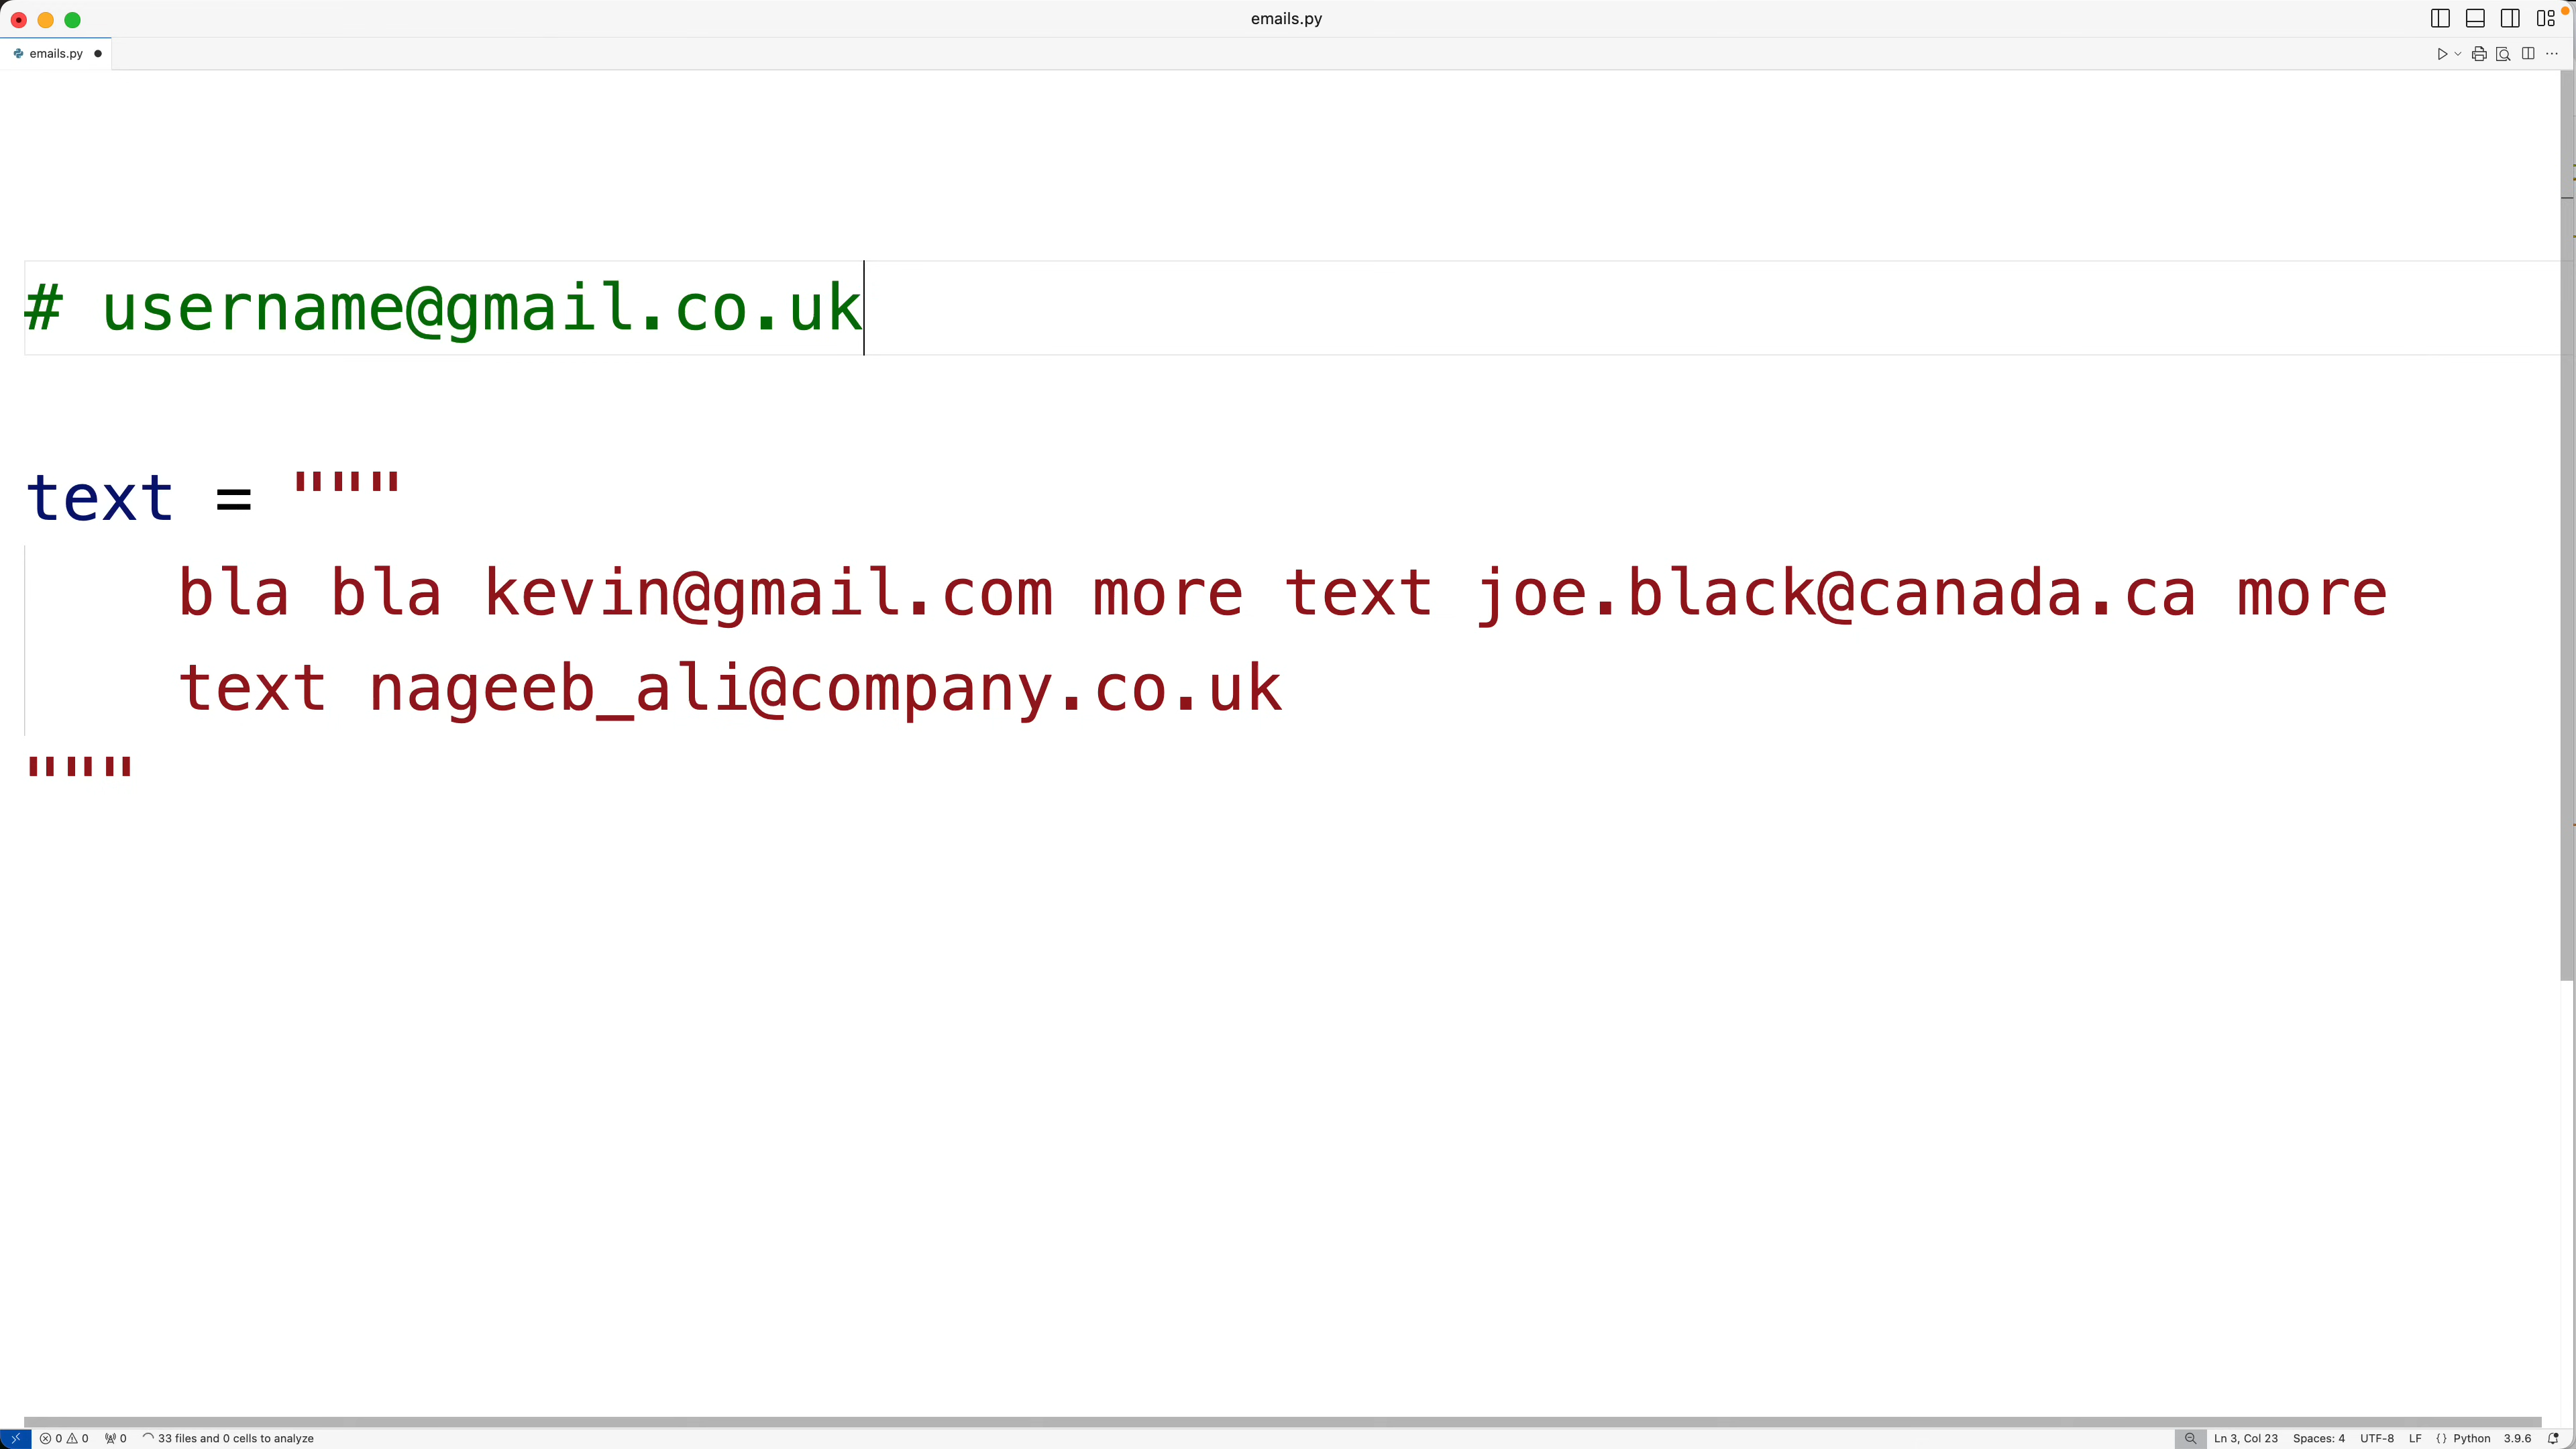 emails.py
emails.py
# username@gmail.co.uk
text = """
bla bla kevin@gmail.com more text joe.black@canada.ca more
text nageeb_ali@company.co.uk
"""
0 0 0 33 files and 0 cells to analyze Ln 3, Col 23 Spaces: 4 UTF-8 LF {} Python 3.9.6